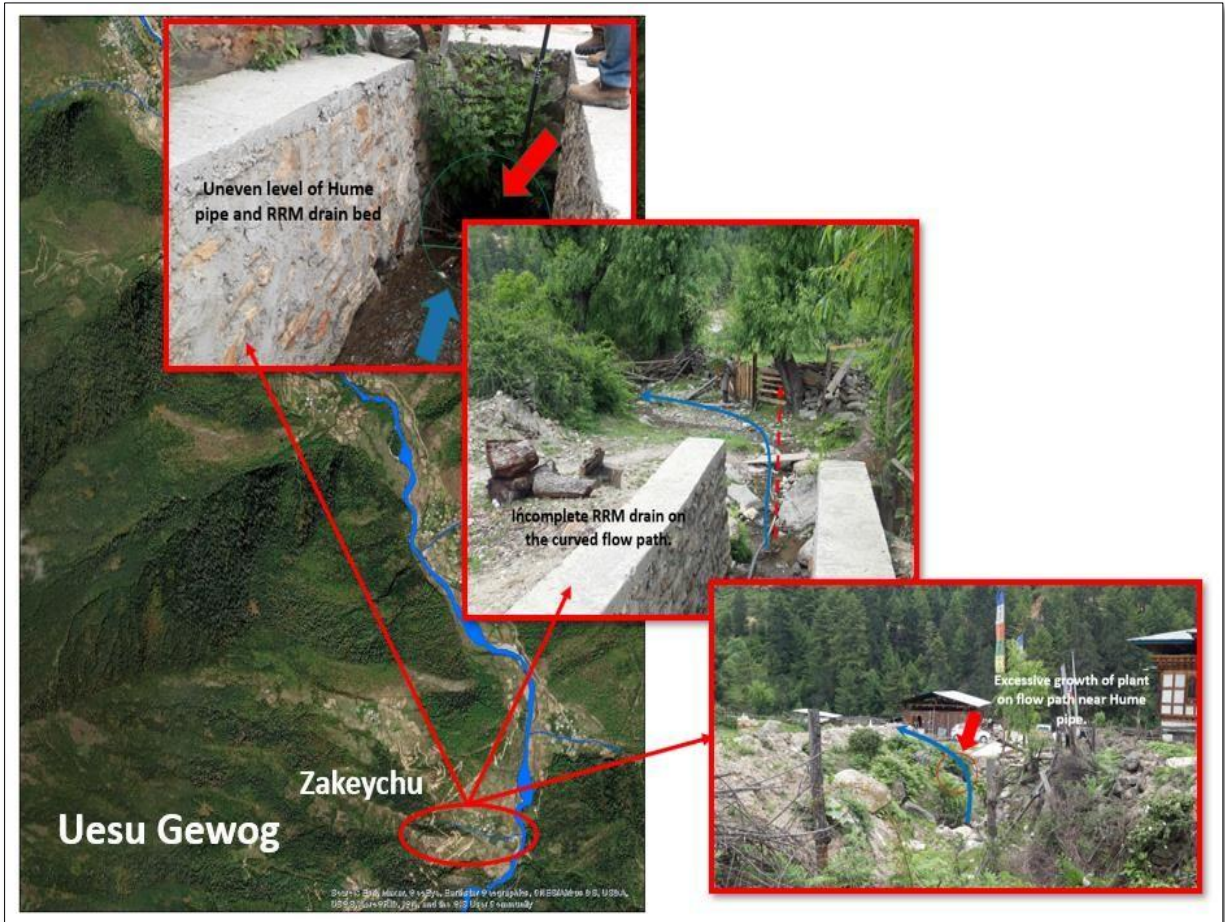 Uneven level of Hume
pipe and RRM drain bed
Incomplete RRM drain on
the curved flow path.
Excessive growth of plant
on flow path near Hume
pipe.
Zakeychu
Uesu Gewog